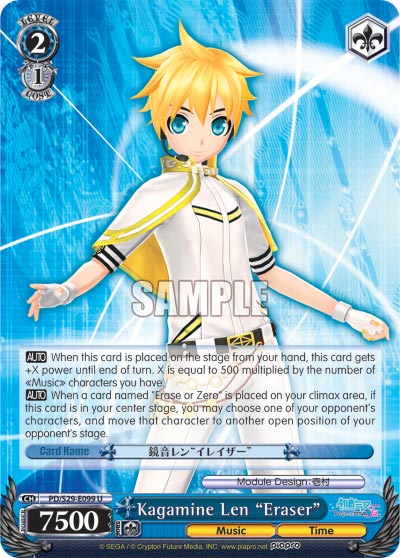 LEVEL
2
1
COST
SAMPLE
AUTO When this card is placed on the stage from your hand, this card gets
+X power until end of turn. X is equal to 500 multiplied by the number of
«Music» characters you have.
AUTO When a card named "Erase or Zero" is placed on your climax area, if
this card is in your center stage, you may choose one of your opponent's
characters, and move that character to another open position of your
opponent's stage.
Card Name 鏡音レン“イレイザー”
Module Design:壱村
CH PD/S29-E099 U
Kagamine Len “Eraser”
POWER 7500 SOUL
Music Time
© SEGA / © Crypton Future Media, INC. www.piapro.net piapro